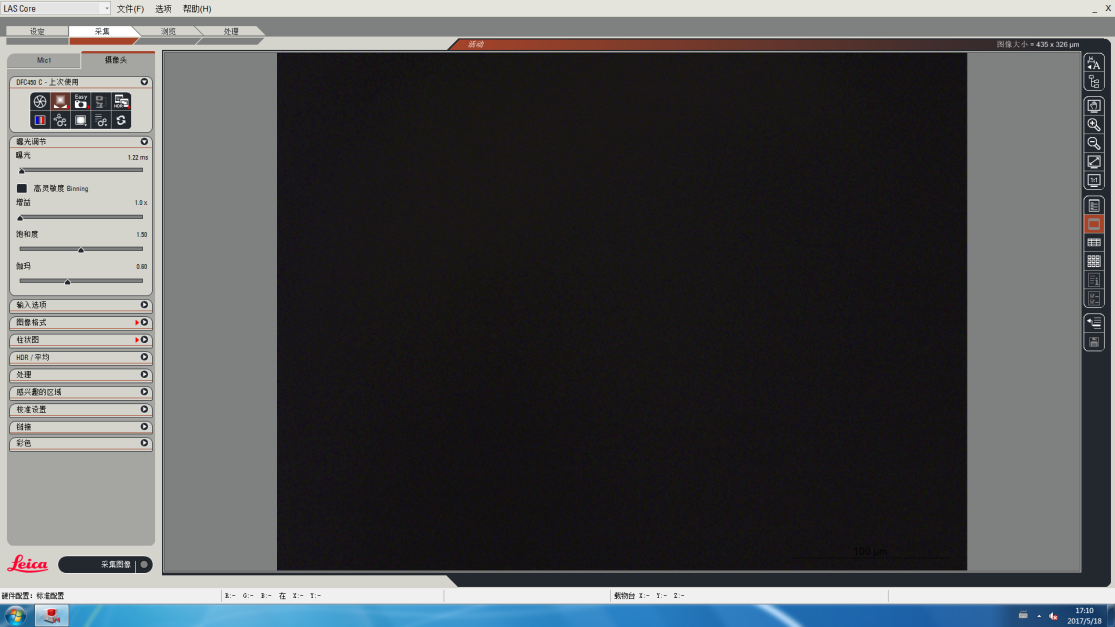 LAS Core 文件(F) 选项 浏览 帮助(H)
_ X
设定 采集 浏览 处理
活动 图像大小 = 435 x 326 μm
Mic1 摄像头
DFC450 C - 上次使用
Easy
HDR
曝光调节
曝光 1.22 ms
高灵敏度 Binning
增益 1.0 x
饱和度 1.50
伽玛 0.60
输入选项
图像格式
柱状图
HDR / 平均
处理
感兴趣的区域
校准设置
链接
彩色
1:1
100 μm
Leica 采集图像
硬件配置: 标准配置 R:- G:- B:- 在 X:- Y:- 载物台 X:- Y:- Z:-
17:10
2017/5/18